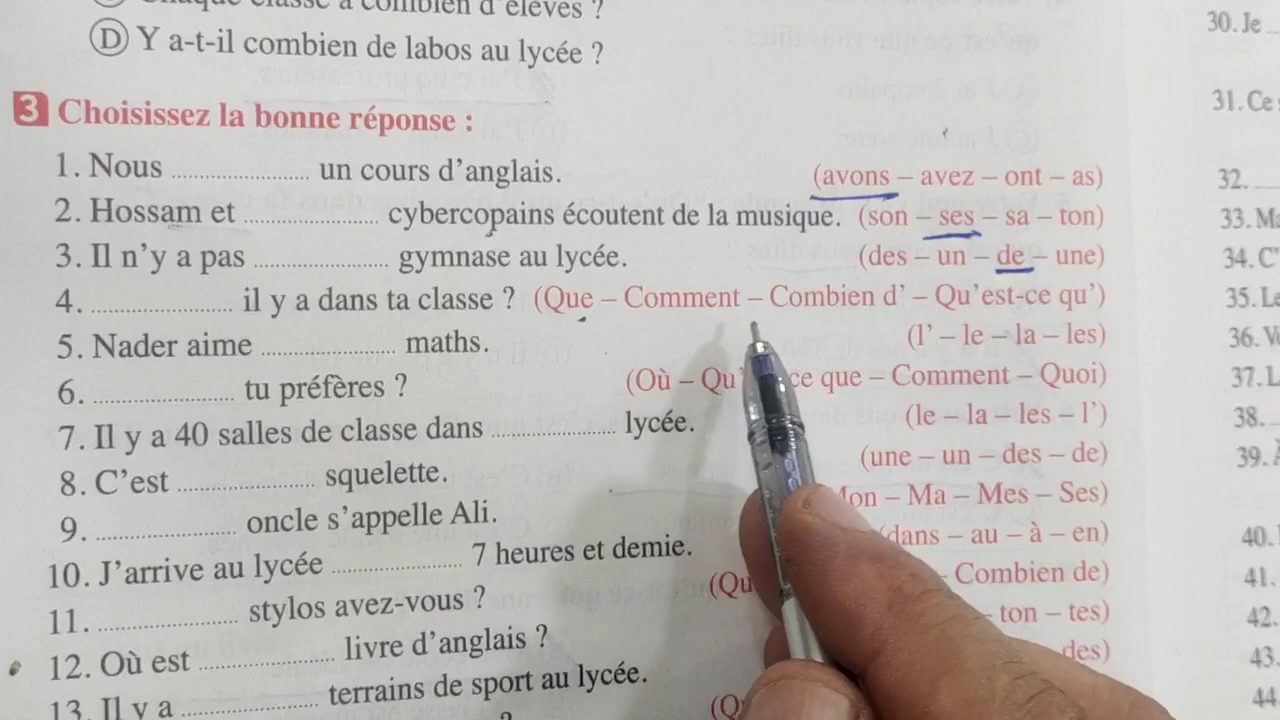 classe a combien d'élèves ?
D Y a-t-il combien de labos au lycée ?
3 Choisissez la bonne réponse :
1. Nous .................... un cours d'anglais. (avons – avez – ont – as)
2. Hossam et .................... cybercopains écoutent de la musique. (son – ses – sa – ton)
3. Il n'y a pas .................... gymnase au lycée. (des – un – de – une)
4. .................... il y a dans ta classe ? (Que – Comment – Combien d' – Qu'est-ce qu')
5. Nader aime .................... maths. (l' – le – la – les)
6. .................... tu préfères ? (Où – Qu' ce que – Comment – Quoi)
7. Il y a 40 salles de classe dans .................... lycée. (le – la – les – l')
8. C'est .................... squelette. (une – un – des – de)
9. .................... oncle s'appelle Ali. Mon – Ma – Mes – Ses)
10. J'arrive au lycée .................... 7 heures et demie. (dans – au – à – en)
11. .................... stylos avez-vous ? (Qu – Combien de)
12. Où est .................... livre d'anglais ? – ton – tes)
13. Il y a .................... terrains de sport au lycée. des)
?
30. Je
31. Ce
32.
33.
34. C'
35.
36.
37.
38.
39.
40.
41.
42.
43.
44